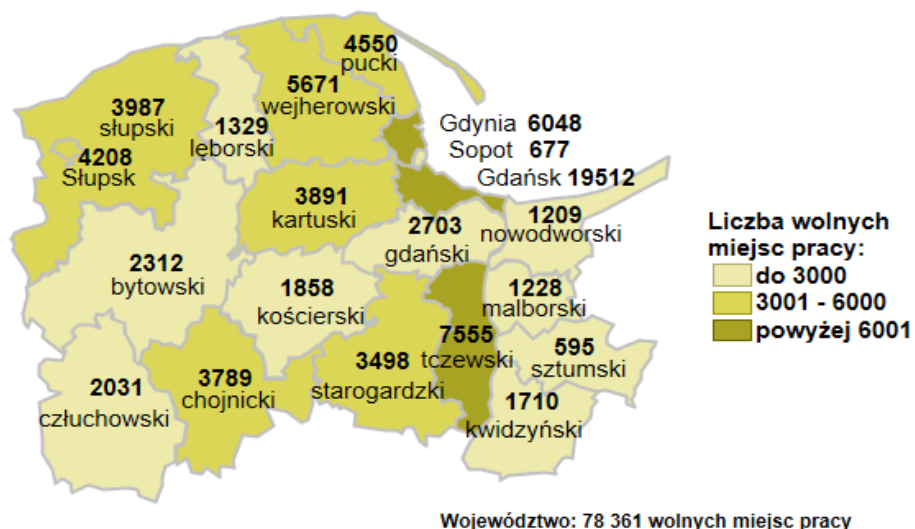 4550
pucki
5671
wejherowski
3987
słupski
1329
lęborski
Gdynia 6048
Sopot 677
Gdańsk 19512
4208
Słupsk
3891
kartuski
2703
gdański
1209
nowodworski
2312
bytowski
1858
kościerski
1228
malborski
7555
tczewski
595
sztumski
2031
człuchowski
3789
chojnicki
3498
starogardzki
1710
kwidzyński
Liczba wolnych
miejsc pracy:
do 3000
3001 - 6000
powyżej 6001
Województwo: 78 361 wolnych miejsc pracy